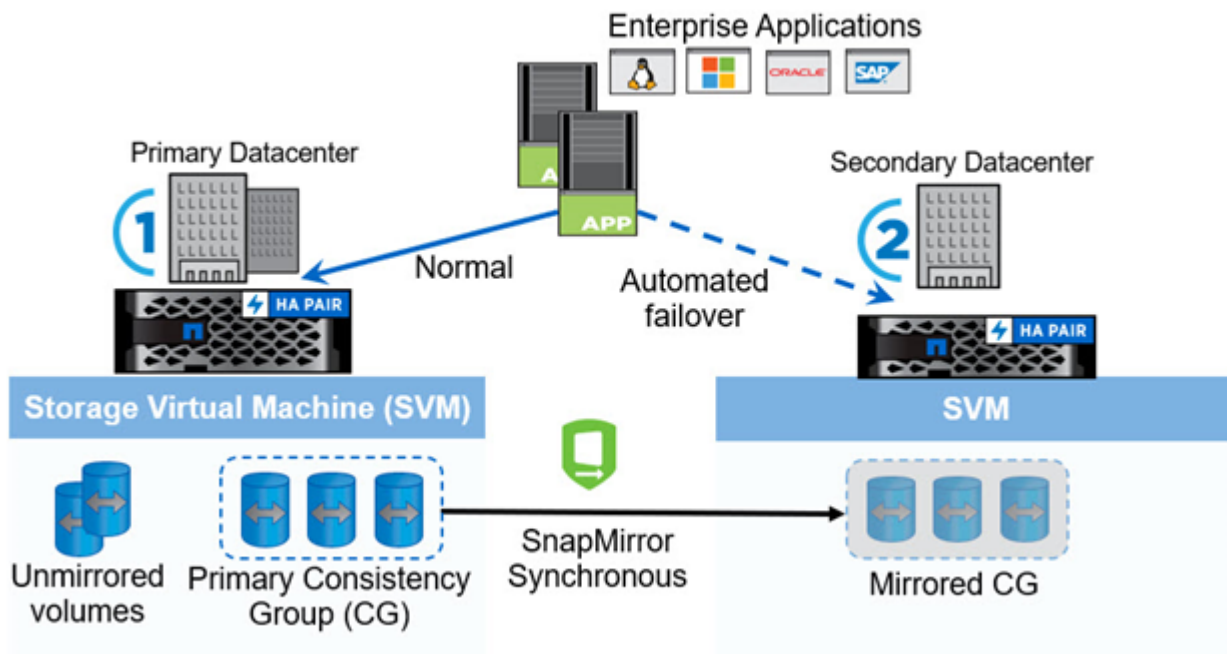 Enterprise Applications
ORACLE
SAP
Primary Datacenter
Secondary Datacenter
1
2
A
APP
Normal
Automated
failover
HA PAIR
HA PAIR
Storage Virtual Machine (SVM)
SVM
Unmirrored
volumes
Primary Consistency
Group (CG)
SnapMirror
Synchronous
Mirrored CG